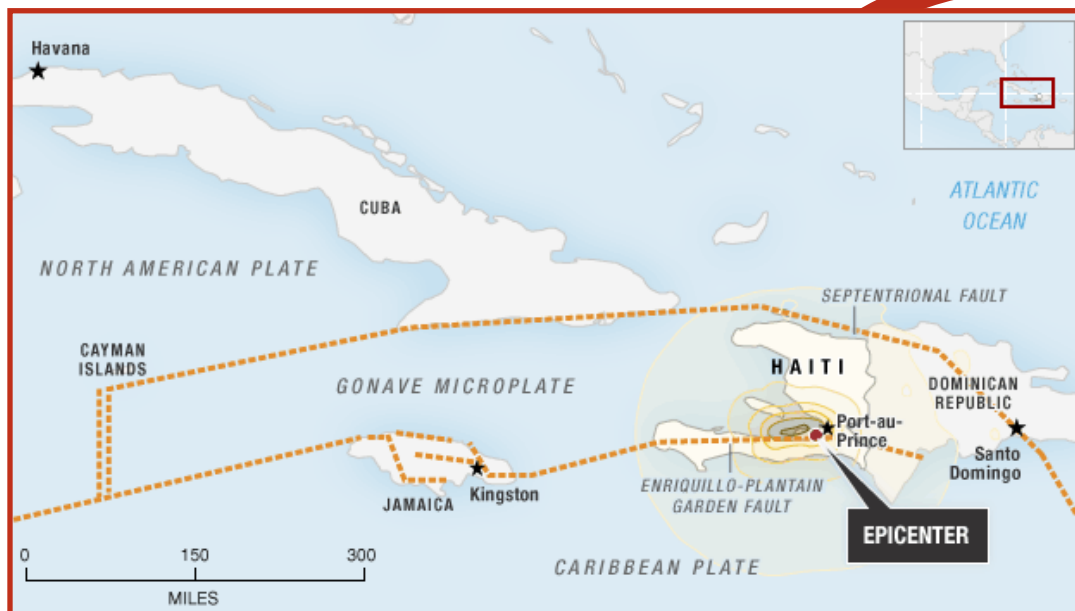 Havana
CUBA
ATLANTIC
OCEAN
NORTH AMERICAN PLATE
SEPTENTRIONAL FAULT
CAYMAN
ISLANDS
GONAVE MICROPLATE
HAITI
DOMINICAN
REPUBLIC
Port-au-
Prince
Santo
Domingo
JAMAICA
Kingston
ENRIQUILLO-PLANTAIN
GARDEN FAULT
EPICENTER
CARIBBEAN PLATE
0 150 300
MILES